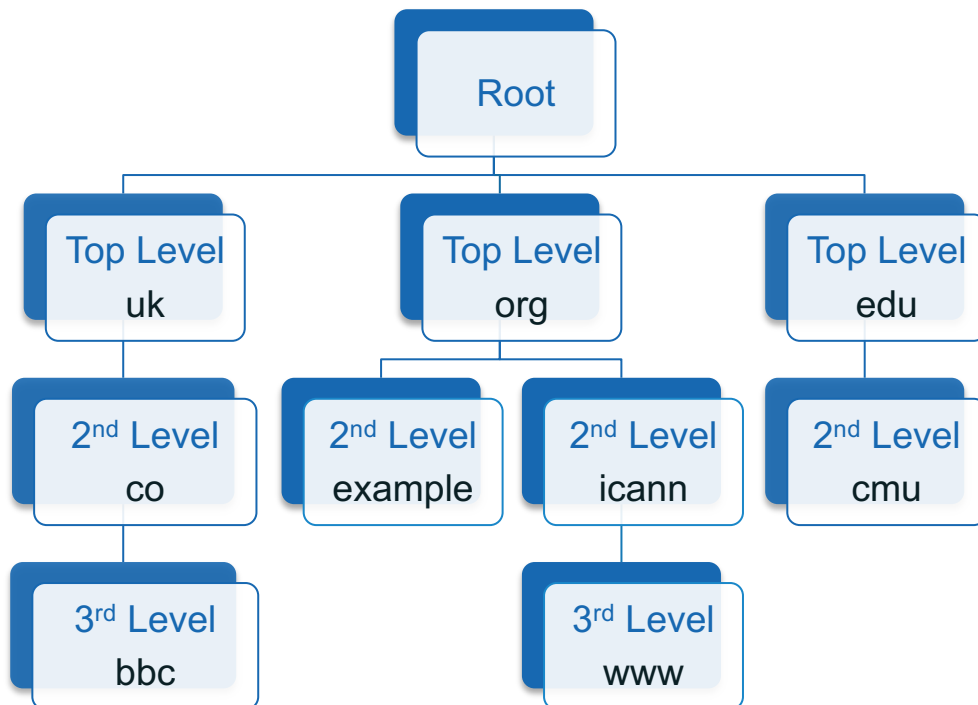 Root
Top Level
uk
Top Level
org
Top Level
edu
2nd Level
co
2nd Level
example
2nd Level
icann
2nd Level
cmu
3rd Level
bbc
3rd Level
www